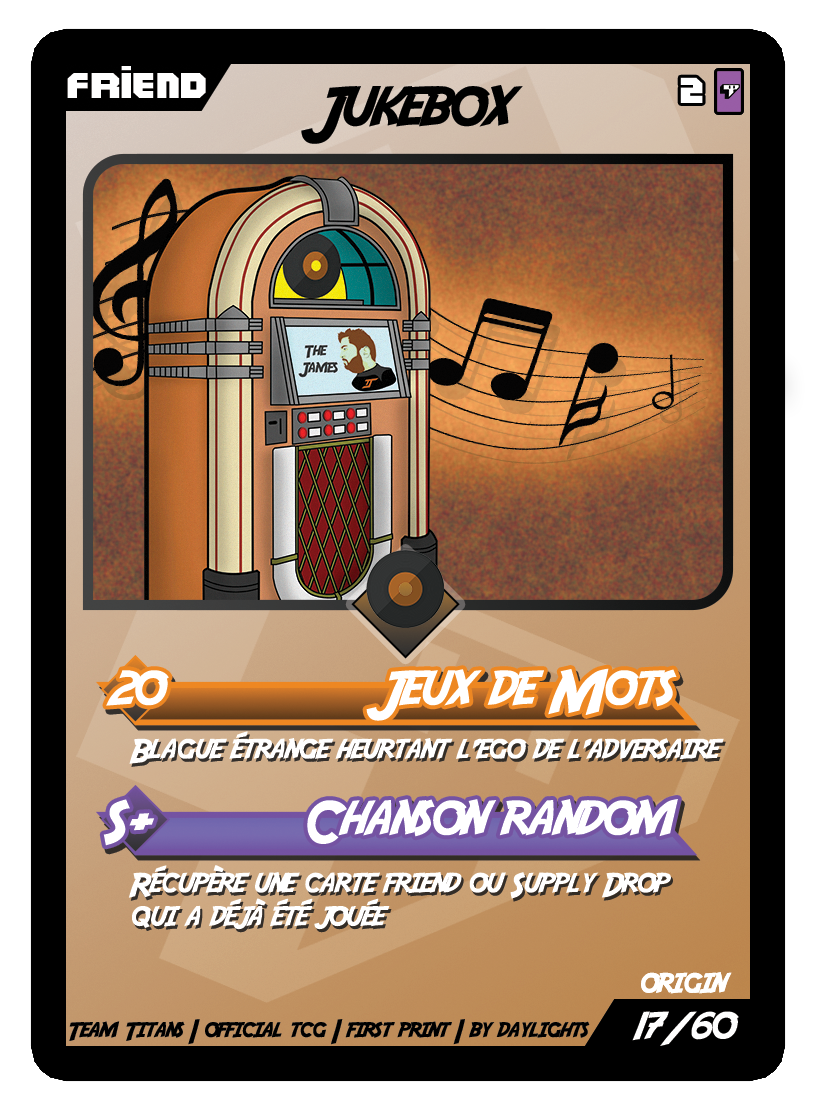 FRIEND
JUKEBOX
2
THE
JAMES
20
JEUX DE MOTS
BLAGUE ÉTRANGE HEURTANT L'EGO DE L'ADVERSAIRE
S+
CHANSON RANDOM
RÉCUPÈRE UNE CARTE FRIEND OU SUPPLY DROP
QUI A DÉJÀ ÉTÉ JOUÉE
ORIGIN
17/60
TEAM TITANS | OFFICIAL TCG | FIRST PRINT | BY DAYLIGHTS